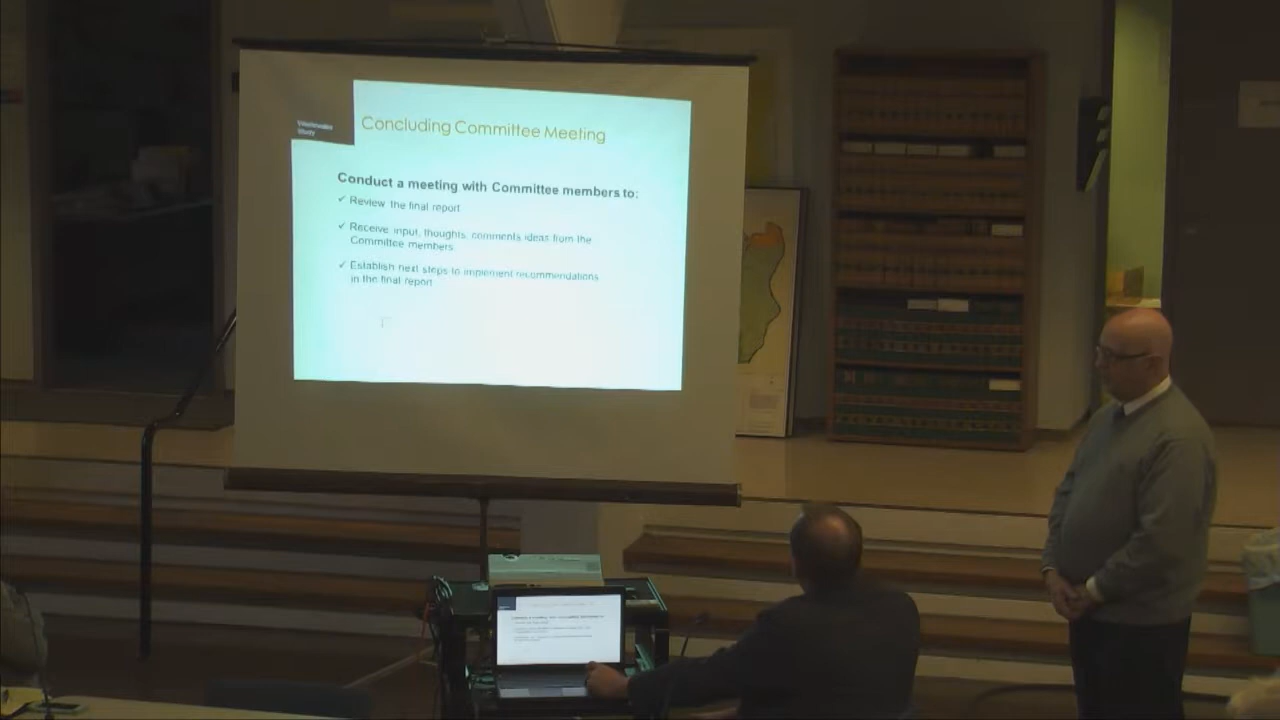 Concluding Committee Meeting
Study
Conduct a meeting with Committee members to:
✓ Review the final report
✓ Receive input, thoughts, comments ideas from the
Committee members
✓ Establish next steps to implement recommendations
in the final report